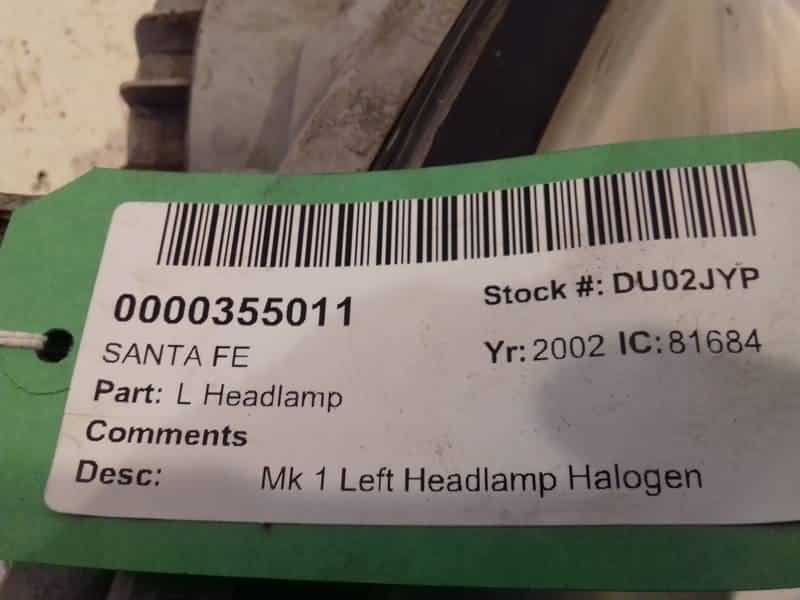 0000355011
Stock #: DU02JYP
SANTA FE
Yr: 2002 IC: 81684
Part: L Headlamp
Comments
Desc: Mk 1 Left Headlamp Halogen